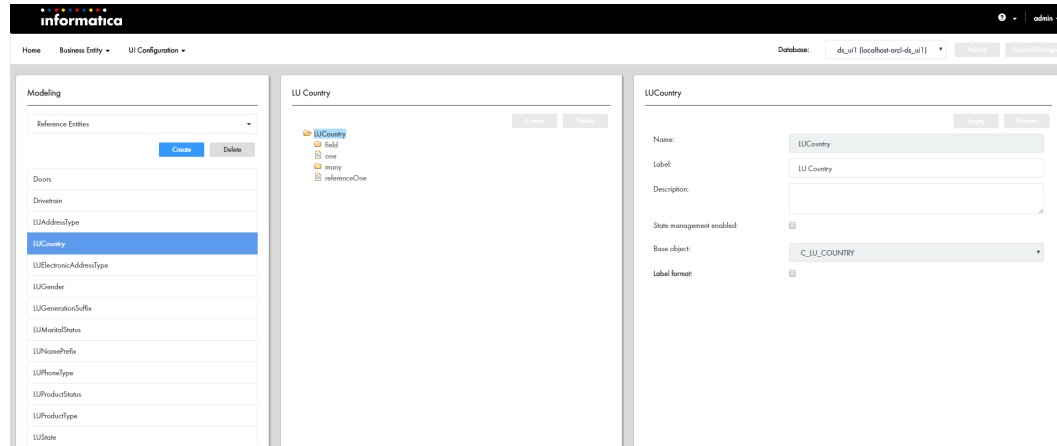 informatica
admin
Home Business Entity UI Configuration Database: ds_ui1 (localhost-orcl-ds_ui1) Publish Discard Changes
Modeling
Reference Entities
Create Delete
Doors
Drivetrain
LUAddressType
LUCountry
LUElectronicAddressType
LUGender
LUGenerationSuffix
LUMaritalStatus
LUNamePrefix
LUPhoneType
LUProductStatus
LUProductType
LUState
LU Country
Create Delete
LUCountry
field
one
many
referenceOne
LUCountry
Apply Discard
Name: LUCountry
Label: LU Country
Description:
State management enabled:
Base object: C_LU_COUNTRY
Label format: